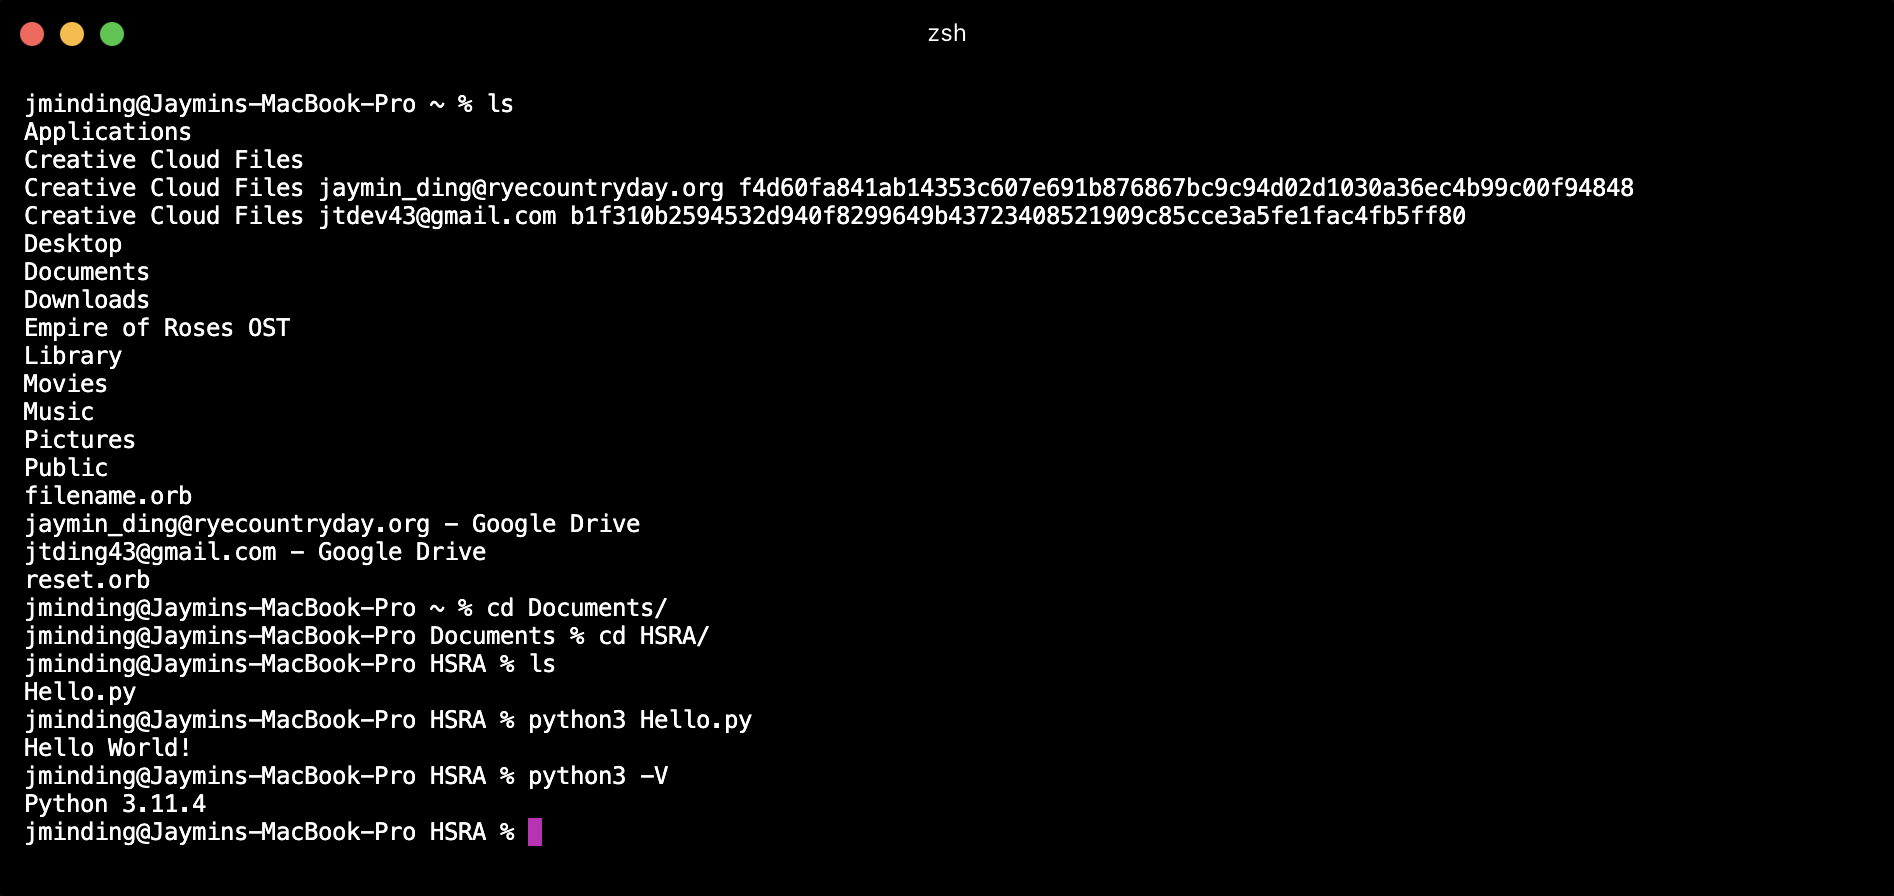 zsh
jminding@Jaymins-MacBook-Pro ~ % ls
Applications
Creative Cloud Files
Creative Cloud Files jaymin_ding@ryecountryday.org f4d60fa841ab14353c607e691b876867bc9c94d02d1030a36ec4b99c00f94848
Creative Cloud Files jtdev43@gmail.com b1f310b2594532d940f8299649b43723408521909c85cce3a5fe1fac4fb5ff80
Desktop
Documents
Downloads
Empire of Roses OST
Library
Movies
Music
Pictures
Public
filename.orb
jaymin_ding@ryecountryday.org - Google Drive
jtding43@gmail.com - Google Drive
reset.orb
jminding@Jaymins-MacBook-Pro ~ % cd Documents/
jminding@Jaymins-MacBook-Pro Documents % cd HSRA/
jminding@Jaymins-MacBook-Pro HSRA % ls
Hello.py
jminding@Jaymins-MacBook-Pro HSRA % python3 Hello.py
Hello World!
jminding@Jaymins-MacBook-Pro HSRA % python3 -V
Python 3.11.4
jminding@Jaymins-MacBook-Pro HSRA %